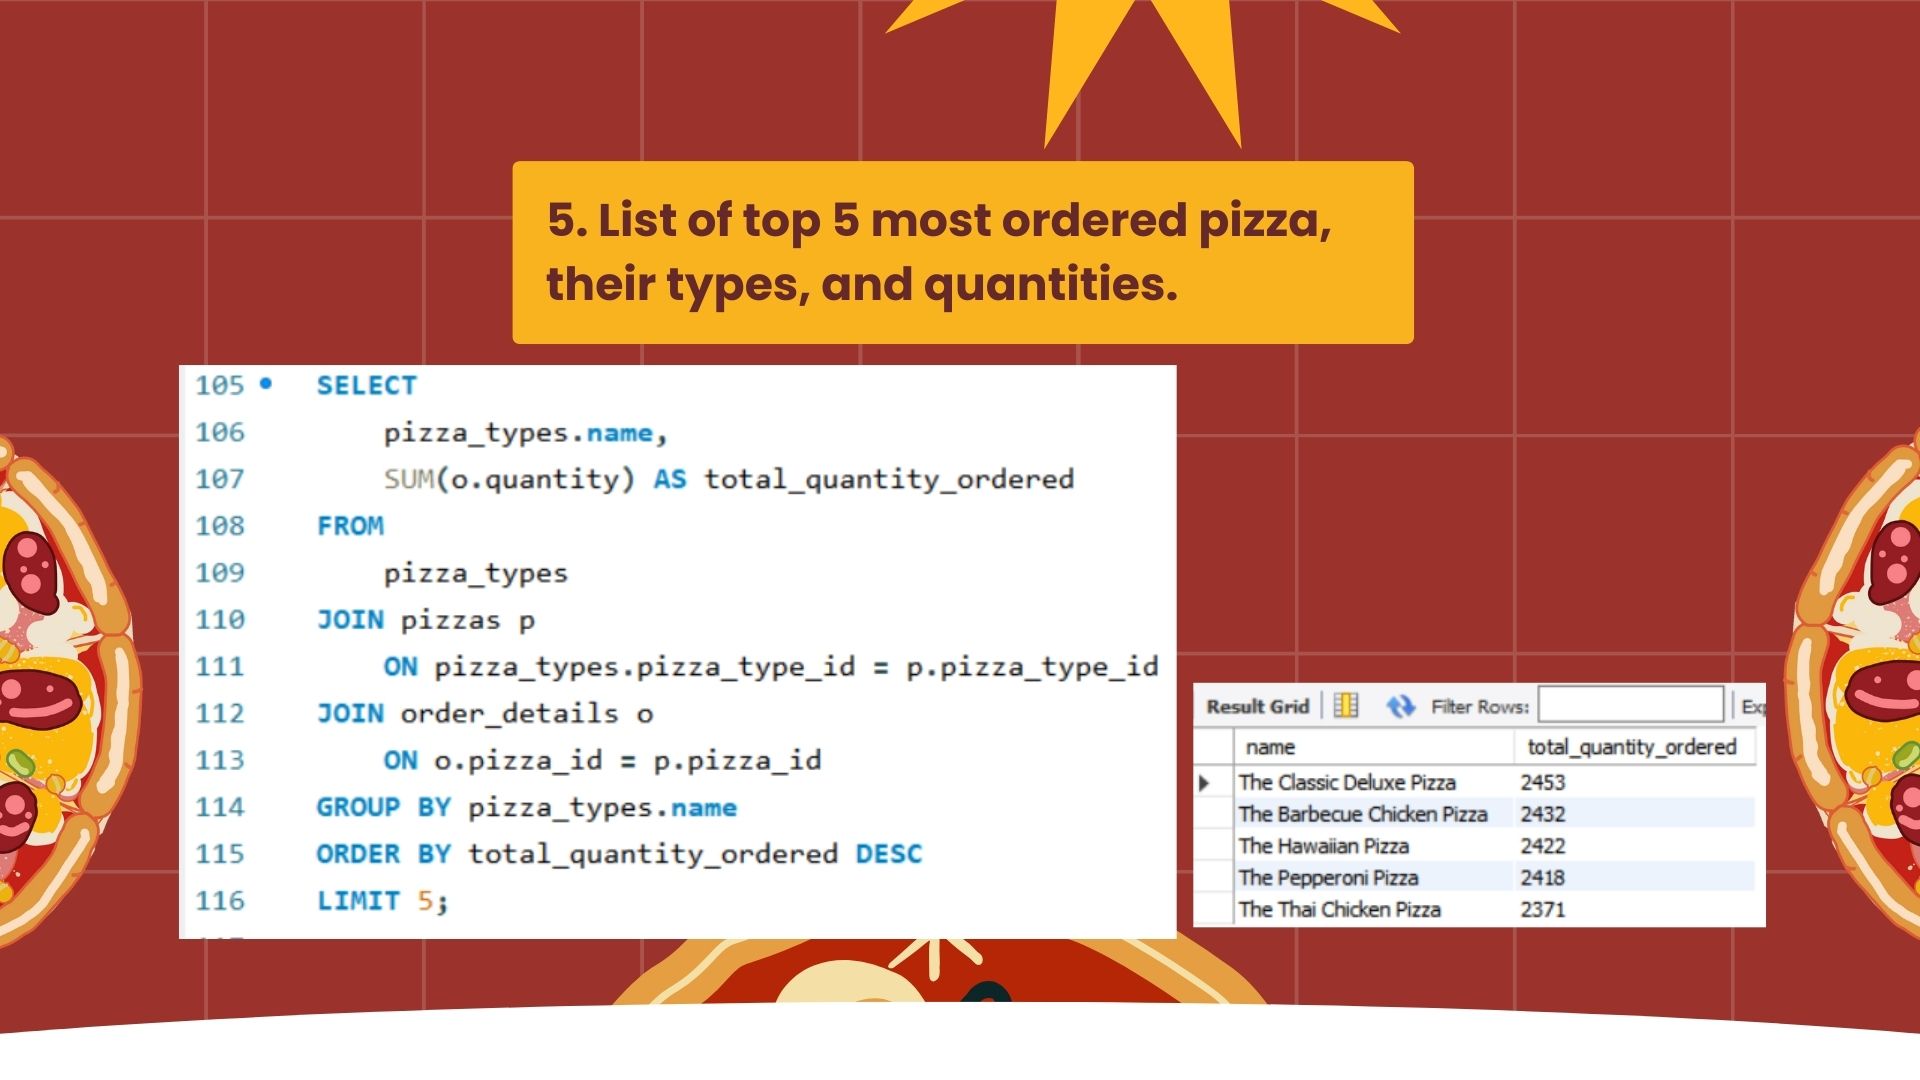 5. List of top 5 most ordered pizza,
their types, and quantities.
105 SELECT
106 pizza_types.name,
107 SUM(o.quantity) AS total_quantity_ordered
108 FROM
109 pizza_types
110 JOIN pizzas p
111 ON pizza_types.pizza_type_id = p.pizza_type_id
112 JOIN order_details o
113 ON o.pizza_id = p.pizza_id
114 GROUP BY pizza_types.name
115 ORDER BY total_quantity_ordered DESC
116 LIMIT 5;
Result Grid Filter Rows: Exp
name total_quantity_ordered
The Classic Deluxe Pizza 2453
The Barbecue Chicken Pizza 2432
The Hawaiian Pizza 2422
The Pepperoni Pizza 2418
The Thai Chicken Pizza 2371